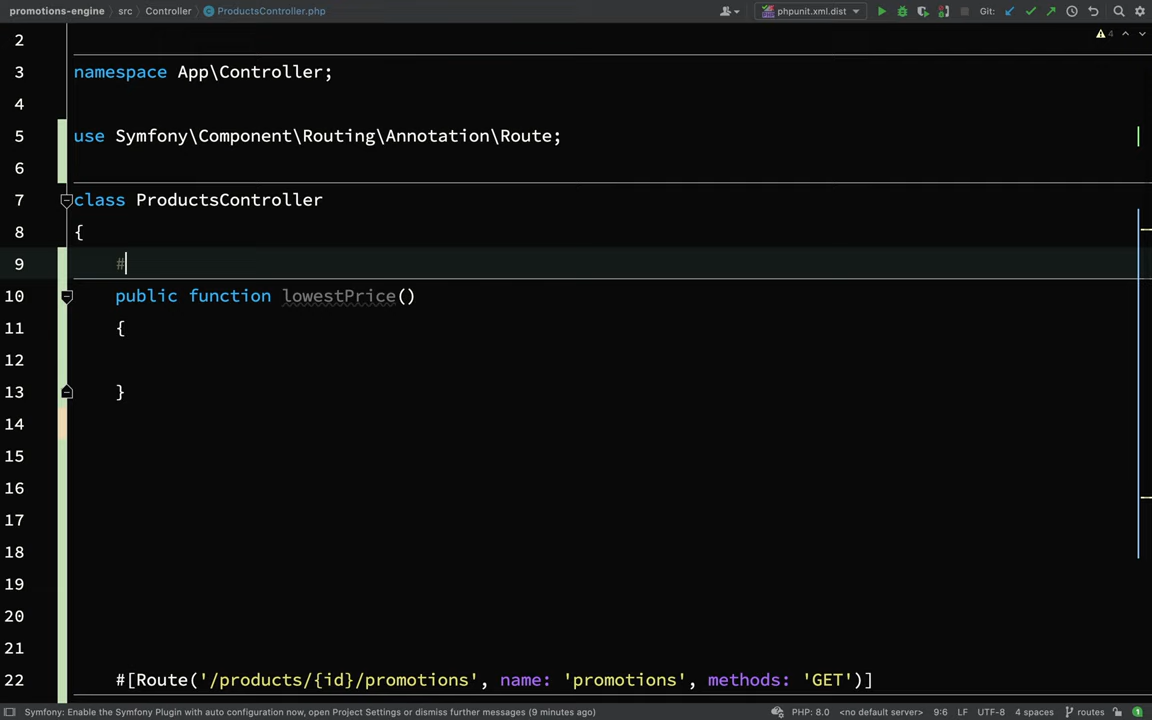 promotions-engine src Controller ProductsController.php phpunit.xml.dist Git:
4
2
3 namespace App\Controller;
4
5 use Symfony\Component\Routing\Annotation\Route;
6
7 class ProductsController
8 {
9 #
10 public function lowestPrice()
11 {
12
13 }
14
15
16
17
18
19
20
21
22 #[Route('/products/{id}/promotions', name: 'promotions', methods: 'GET')]
Symfony: Enable the Symfony Plugin with auto configuration now, open Project Settings or dismiss further messages (9 minutes ago) PHP: 8.0 <no default server> 9:6 LF UTF-8 4 spaces routes 1